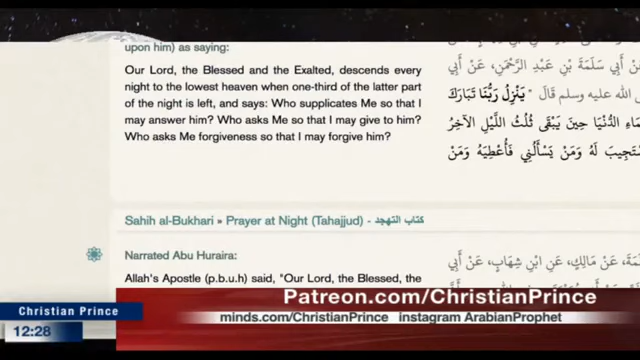 upon him) as saying:
Our Lord, the Blessed and the Exalted, descends every
night to the lowest heaven when one-third of the latter part
of the night is left, and says: Who supplicates Me so that I
may answer him? Who asks Me so that I may give to him?
Who asks Me forgiveness so that I may forgive him?
عَنْ أَبِي سَلَمَةَ بْنِ عَبْدِ الرَّحْمَنِ، عَنْ أَبِي
الله عليه وسلم قَالَ " يَنْزِلُ رَبُّنَا تَبَارَكَ
الدُّنْيَا حِينَ يَبْقَى ثُلُثُ اللَّيْلِ الآخِرُ
لَهُ وَمَنْ يَسْأَلُنِي فَأُعْطِيَهُ وَمَنْ
Sahih al-Bukhari » Prayer at Night (Tahajjud) - كتاب التهجد
Narrated Abu Huraira:
Allah's Apostle (p.b.u.h) said, "Our Lord, the Blessed, the
عَنْ مَالِكٍ، عَنِ ابْنِ شِهَابٍ، عَنْ أَبِي
Patreon.com/ChristianPrince
Christian Prince
minds.com/ChristianPrince instagram ArabianProphet
12:28